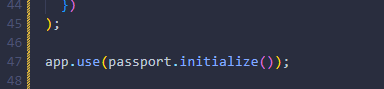 44 })
45 );
46
47 app.use(passport.initialize());
48